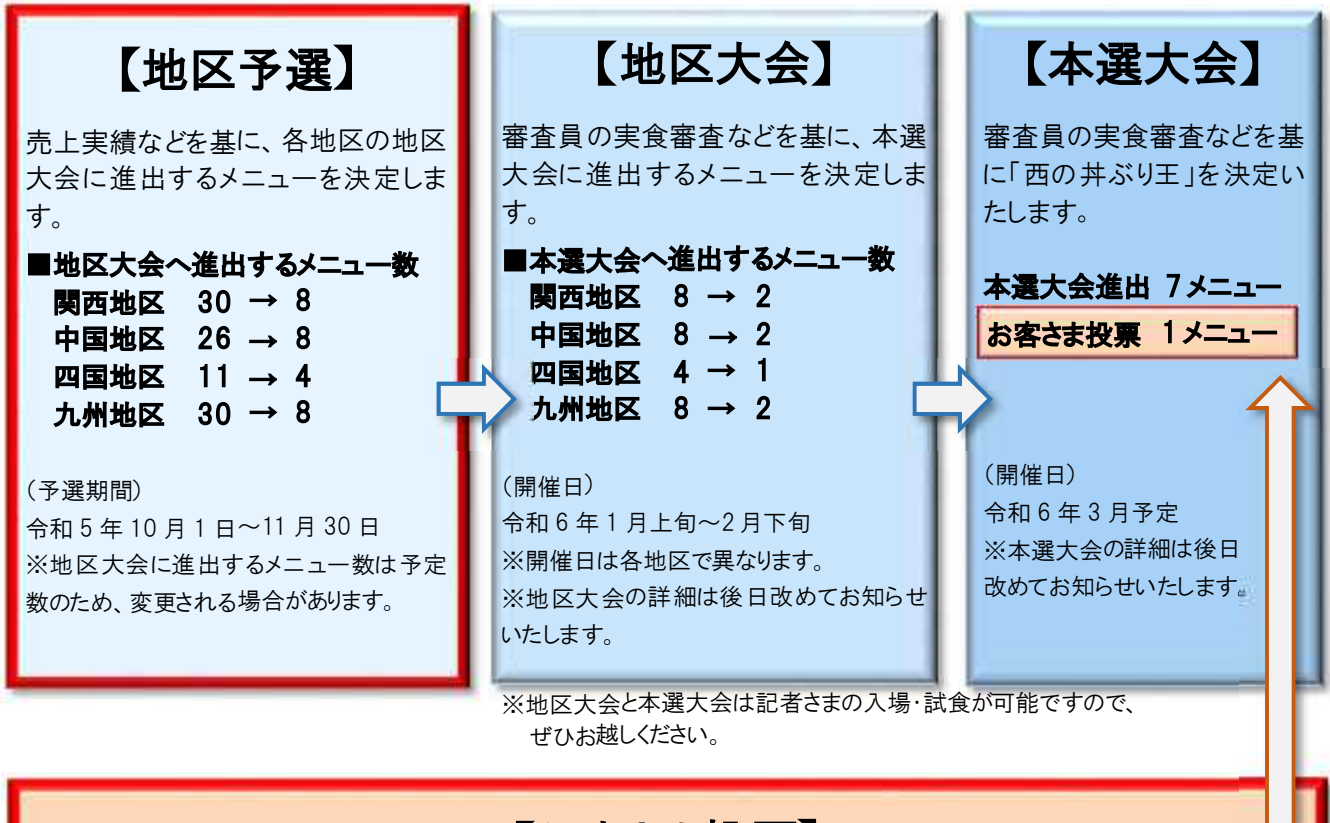 【地区予選】
売上実績などを基に、各地区の地区
大会に進出するメニューを決定しま
す。
■地区大会へ進出するメニュー数
関西地区 30 → 8
中国地区 26 → 8
四国地区 11 → 4
九州地区 30 → 8
（予選期間）
令和５年10月１日～11月30日
※地区大会に進出するメニュー数は予定
数のため、変更される場合があります。
【地区大会】
審査員の実食審査などを基に、本選
大会に進出するメニューを決定しま
す。
■本選大会へ進出するメニュー数
関西地区 8 → 2
中国地区 8 → 2
四国地区 4 → 1
九州地区 8 → 2
（開催日）
令和６年１月上旬～２月下旬
※開催日は各地区で異なります。
※地区大会の詳細は後日改めてお知らせ
いたします。
【本選大会】
審査員の実食審査などを基
に「西の丼ぶり王」を決定い
たします。
本選大会進出 7メニュー
お客さま投票 1メニュー
（開催日）
令和６年３月予定
※本選大会の詳細は後日
改めてお知らせいたします。
※地区大会と本選大会は記者さまの入場・試食が可能ですので、
ぜひお越しください。